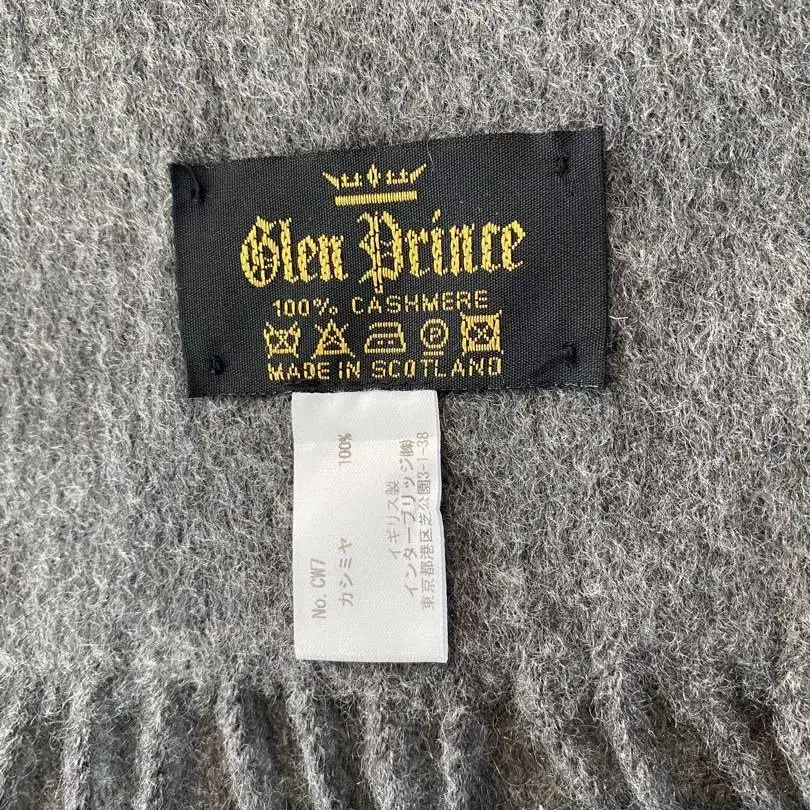 Glen Prince
100% CASHMERE
P
MADE IN SCOTLAND
No. CW7
カシミヤ 100%
イギリス製
インターブリッジ㈱
東京都港区芝公園3-1-38